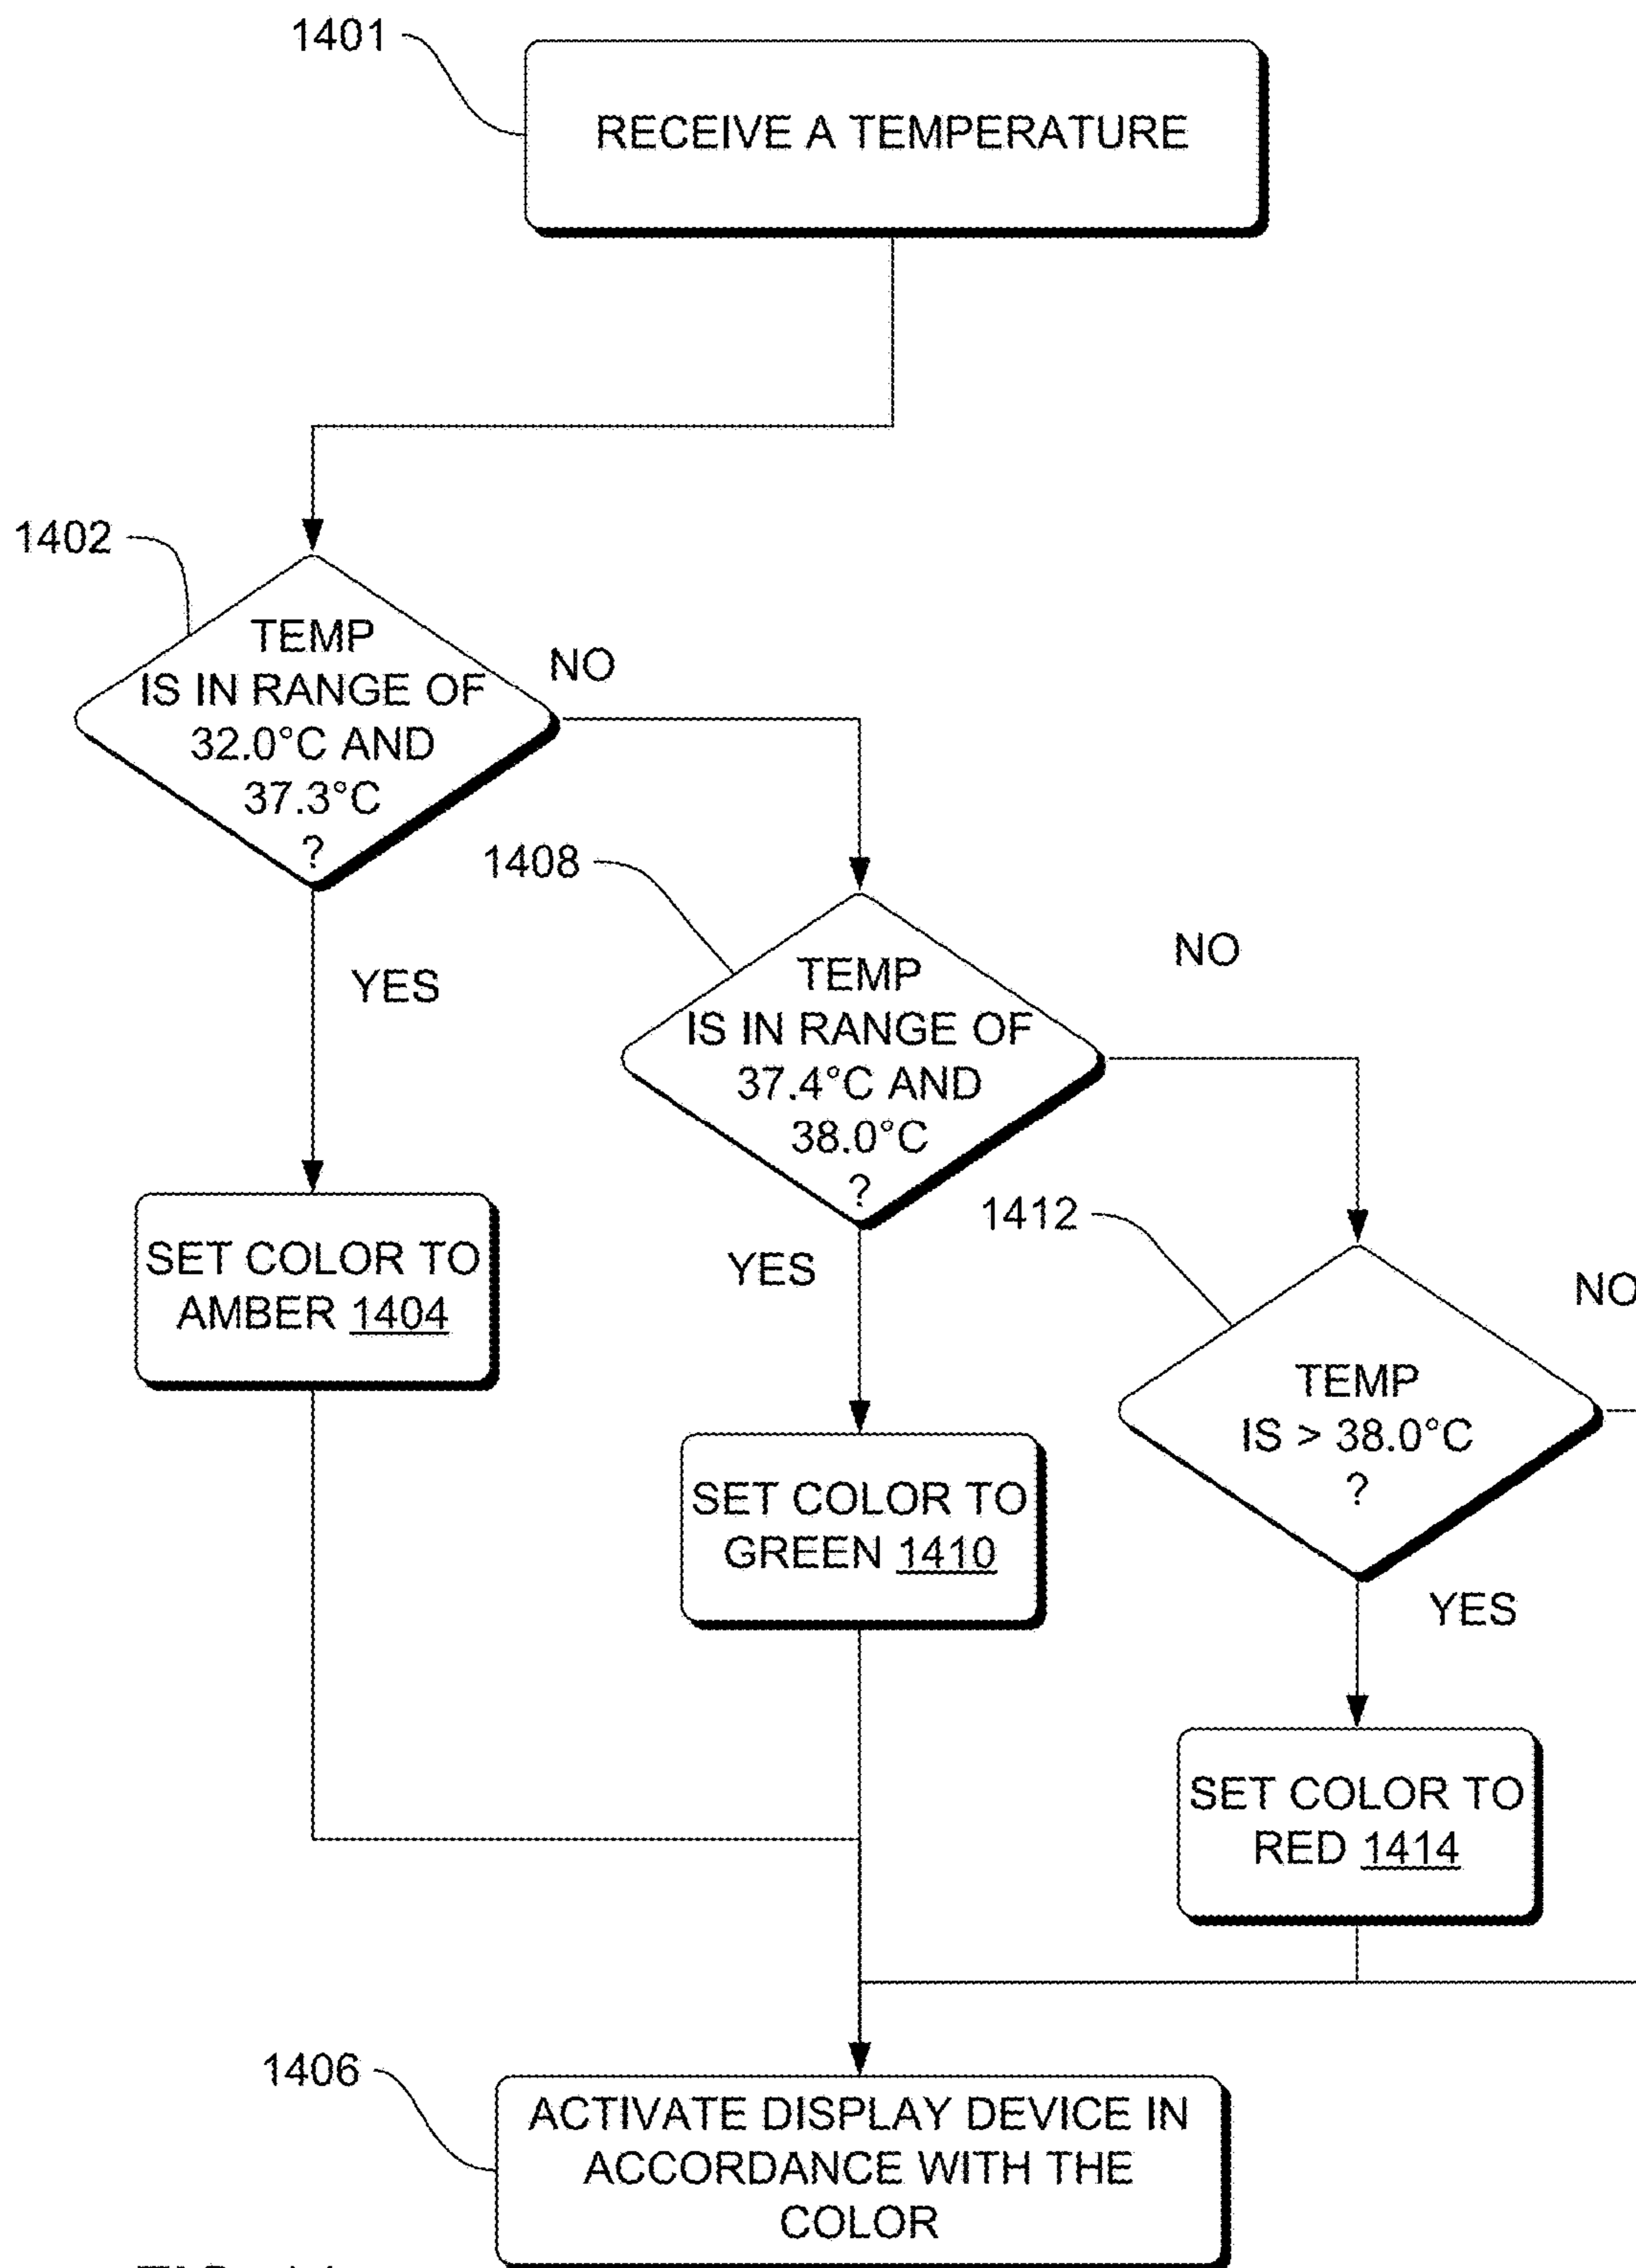 1401
RECEIVE A TEMPERATURE
1402
TEMP
IS IN RANGE OF
32.0°C AND
37.3°C
?
NO
YES
1408
TEMP
IS IN RANGE OF
37.4°C AND
38.0°C
?
NO
YES
SET COLOR TO
AMBER 1404
1412
TEMP
IS > 38.0°C
?
NO
YES
SET COLOR TO
GREEN 1410
SET COLOR TO
RED 1414
1406
ACTIVATE DISPLAY DEVICE IN
ACCORDANCE WITH THE
COLOR